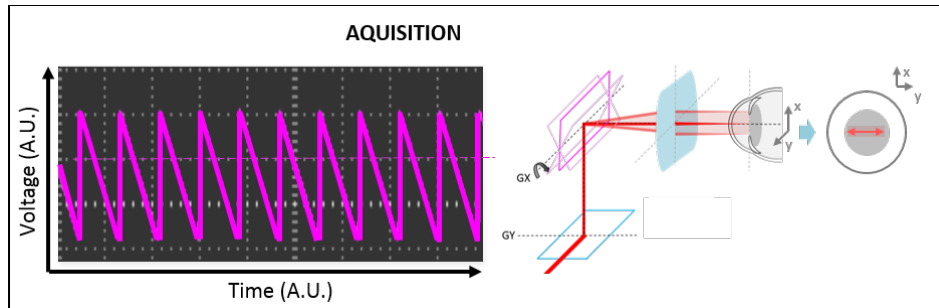 AQUISITION
Voltage (A.U.)
Time (A.U.)
GX
GY
x
y
x
y